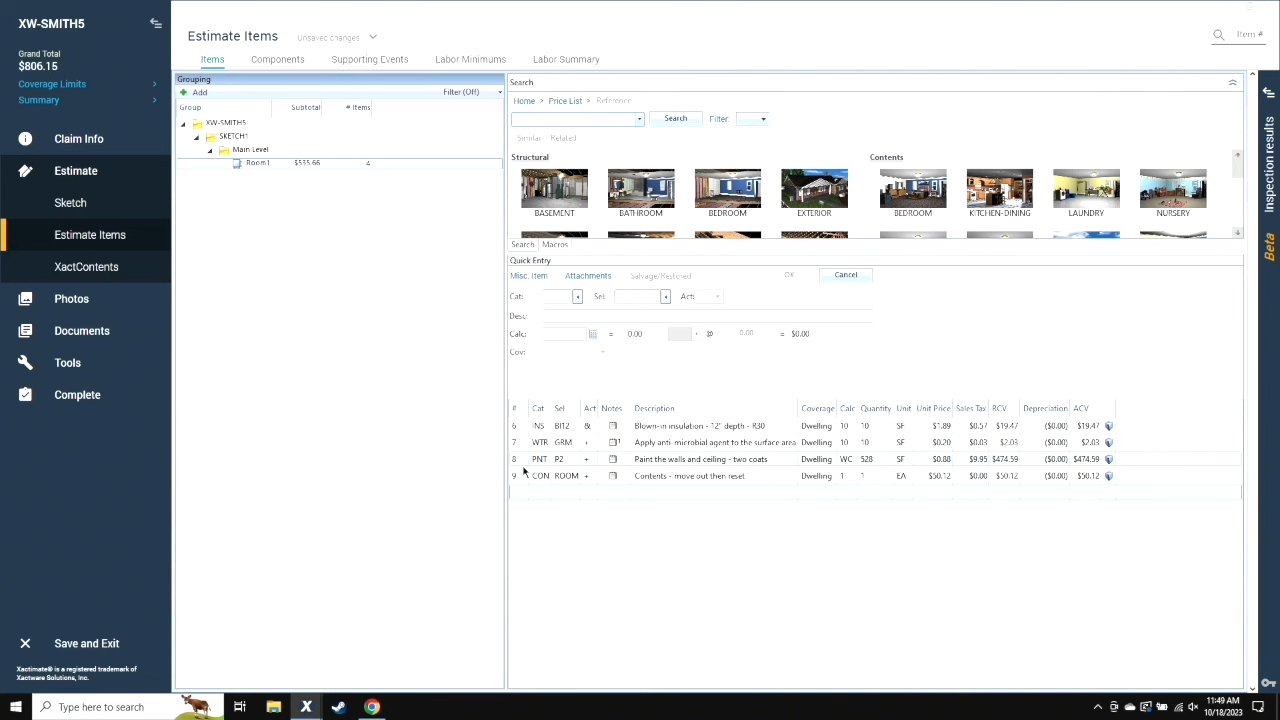 XW-SMITH5
Grand Total
$806.15
Coverage Limits
Summary
Claim Info
Estimate
Sketch
Estimate Items
XactContents
Photos
Documents
Tools
Complete
Save and Exit
Xactimate® is a registered trademark of
Xactware Solutions, Inc.
Estimate Items
Unsaved changes
Item #
Items Components Supporting Events Labor Minimums Labor Summary
Grouping
Add Filter (Off)
Group Subtotal # Items
XW-SMITH5
SKETCH1
Main Level
Room1 $535.66 4
Search
Home > Price List > Reference
Search Filter:
Similar Related
Structural Contents
BASEMENT BATHROOM BEDROOM EXTERIOR BEDROOM KITCHEN-DINING LAUNDRY NURSERY
Search Macros
Quick Entry
Misc. Item Attachments Salvage/Restored OK Cancel
Cat: Sel: Act:
Desc:
Calc: = 0.00 @ 0.00 = $0.00
Cov:
# Cat Sel Act Notes Description Coverage Calc Quantity Unit Unit Price Sales Tax RCV Depreciation ACV
6 INS BI12 & Blown-in insulation - 12" depth - R30 Dwelling 10 10 SF $1.89 $0.57 $19.47 ($0.00) $19.47
7 WTR GRM + 1 Apply anti-microbial agent to the surface area Dwelling 10 10 SF $0.20 $0.03 $2.03 ($0.00) $2.03
8 PNT P2 + Paint the walls and ceiling - two coats Dwelling WC 528 SF $0.88 $9.95 $474.59 ($0.00) $474.59
9 CON ROOM + Contents - move out then reset Dwelling 1 1 EA $50.12 $0.00 $50.12 ($0.00) $50.12
Inspection results
Beta
Type here to search
11:49 AM
10/18/2023